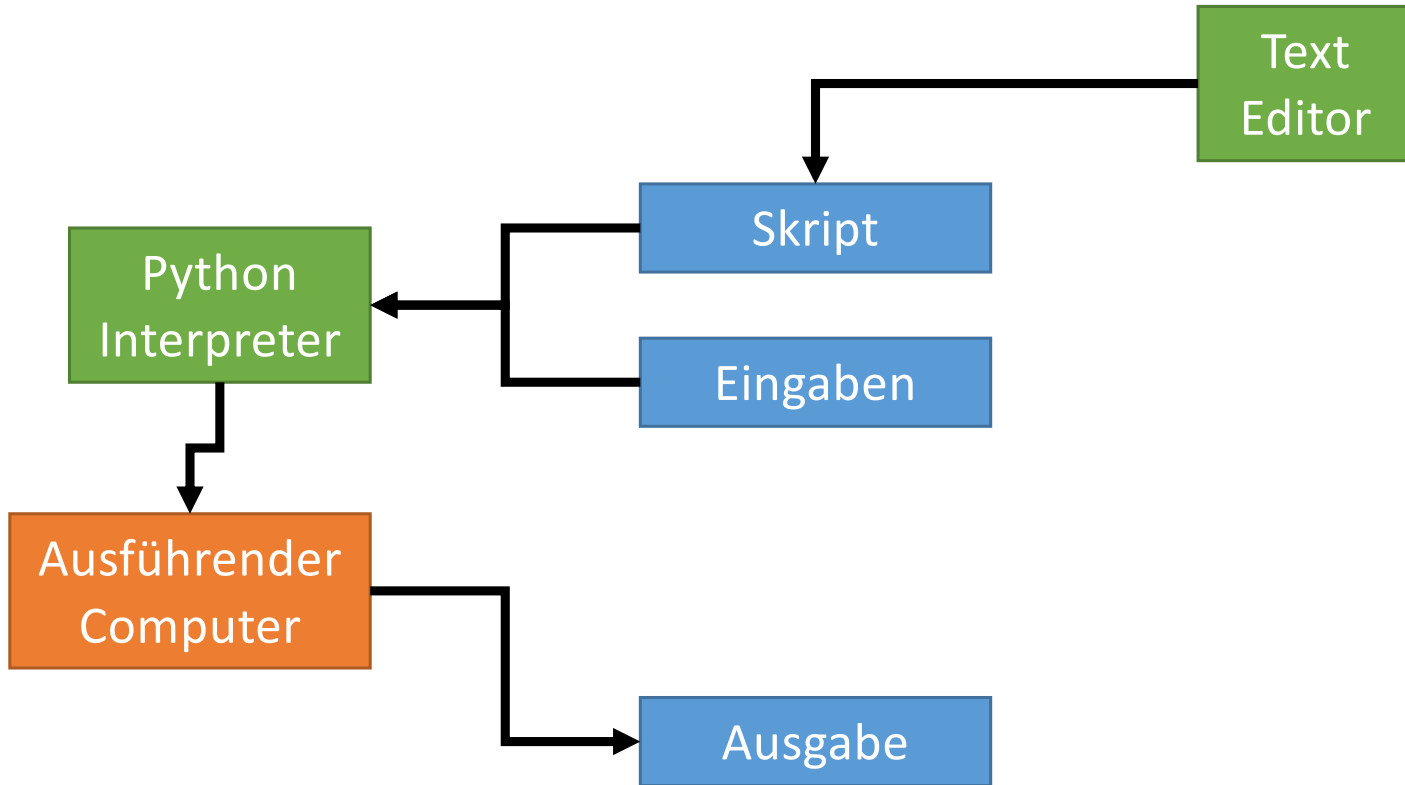 Text
Editor
Skript
Python
Interpreter
Eingaben
Ausführender
Computer
Ausgabe